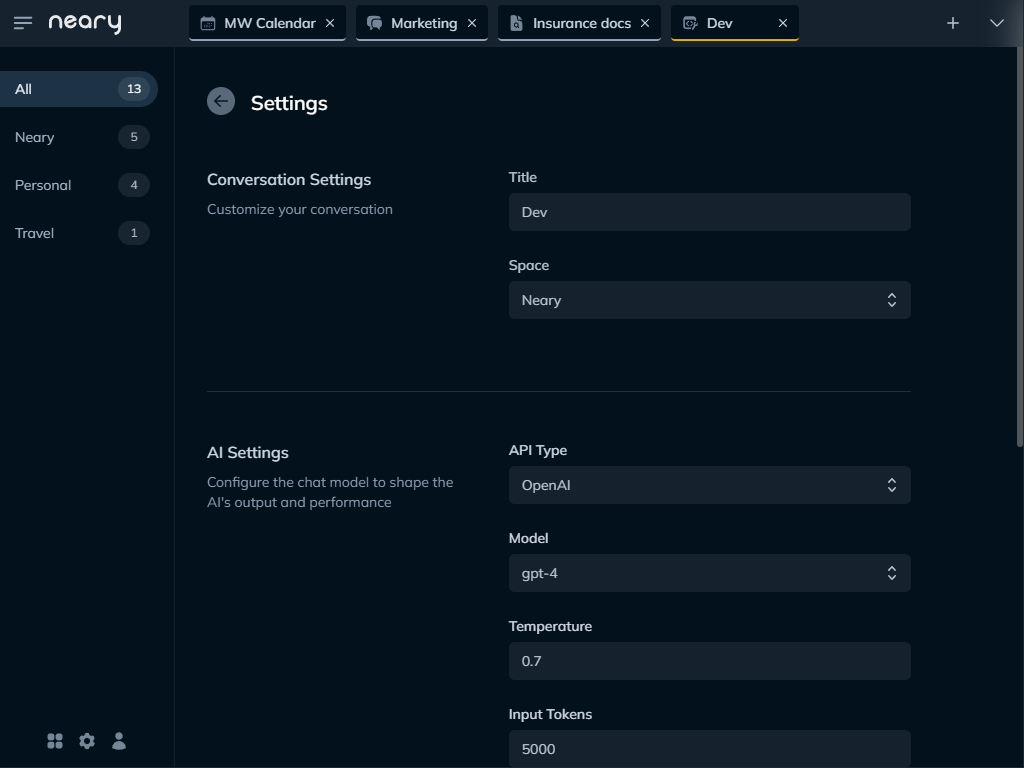 neary
MW Calendar
Marketing
Insurance docs
Dev
All 13
Neary 5
Personal 4
Travel 1
Settings
Conversation Settings
Customize your conversation
Title
Dev
Space
Neary
AI Settings
Configure the chat model to shape the
AI's output and performance
API Type
OpenAI
Model
gpt-4
Temperature
0.7
Input Tokens
5000